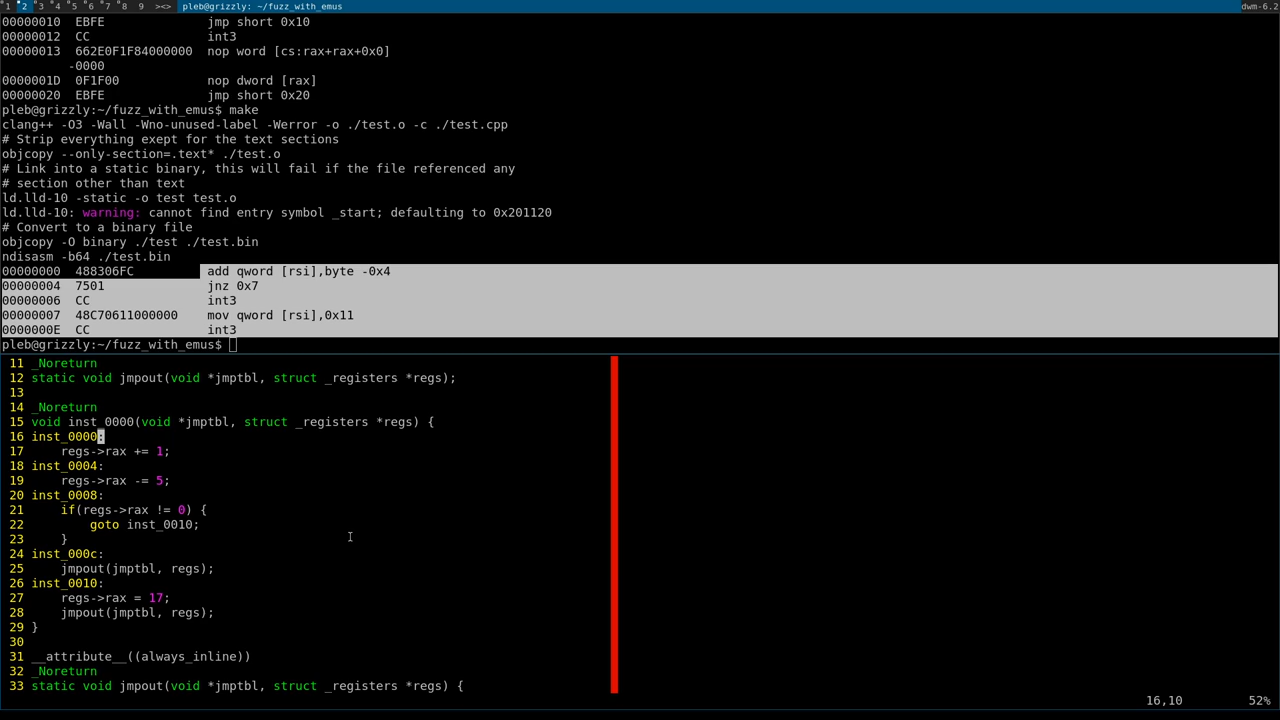 1 2 3 4 5 6 7 8 9 ><> pleb@grizzly: ~/fuzz_with_emus dwm-6.2
00000010  EBFE              jmp short 0x10
00000012  CC                int3
00000013  662E0F1F84000000  nop word [cs:rax+rax+0x0]
         -0000
0000001D  0F1F00            nop dword [rax]
00000020  EBFE              jmp short 0x20
pleb@grizzly:~/fuzz_with_emus$ make
clang++ -O3 -Wall -Wno-unused-label -Werror -o ./test.o -c ./test.cpp
# Strip everything exept for the text sections
objcopy --only-section=.text* ./test.o
# Link into a static binary, this will fail if the file referenced any
# section other than text
ld.lld-10 -static -o test test.o
ld.lld-10: warning: cannot find entry symbol _start; defaulting to 0x201120
# Convert to a binary file
objcopy -O binary ./test ./test.bin
ndisasm -b64 ./test.bin
00000000  488306FC          add qword [rsi],byte -0x4
00000004  7501              jnz 0x7
00000006  CC                int3
00000007  48C70611000000    mov qword [rsi],0x11
0000000E  CC                int3
pleb@grizzly:~/fuzz_with_emus$
11 _Noreturn
12 static void jmpout(void *jmptbl, struct _registers *regs);
13
14 _Noreturn
15 void inst_0000(void *jmptbl, struct _registers *regs) {
16 inst_0000:
17     regs->rax += 1;
18 inst_0004:
19     regs->rax -= 5;
20 inst_0008:
21     if(regs->rax != 0) {
22         goto inst_0010;
23     }
24 inst_000c:
25     jmpout(jmptbl, regs);
26 inst_0010:
27     regs->rax = 17;
28     jmpout(jmptbl, regs);
29 }
30
31 __attribute__((always_inline))
32 _Noreturn
33 static void jmpout(void *jmptbl, struct _registers *regs) {
16,10 52%